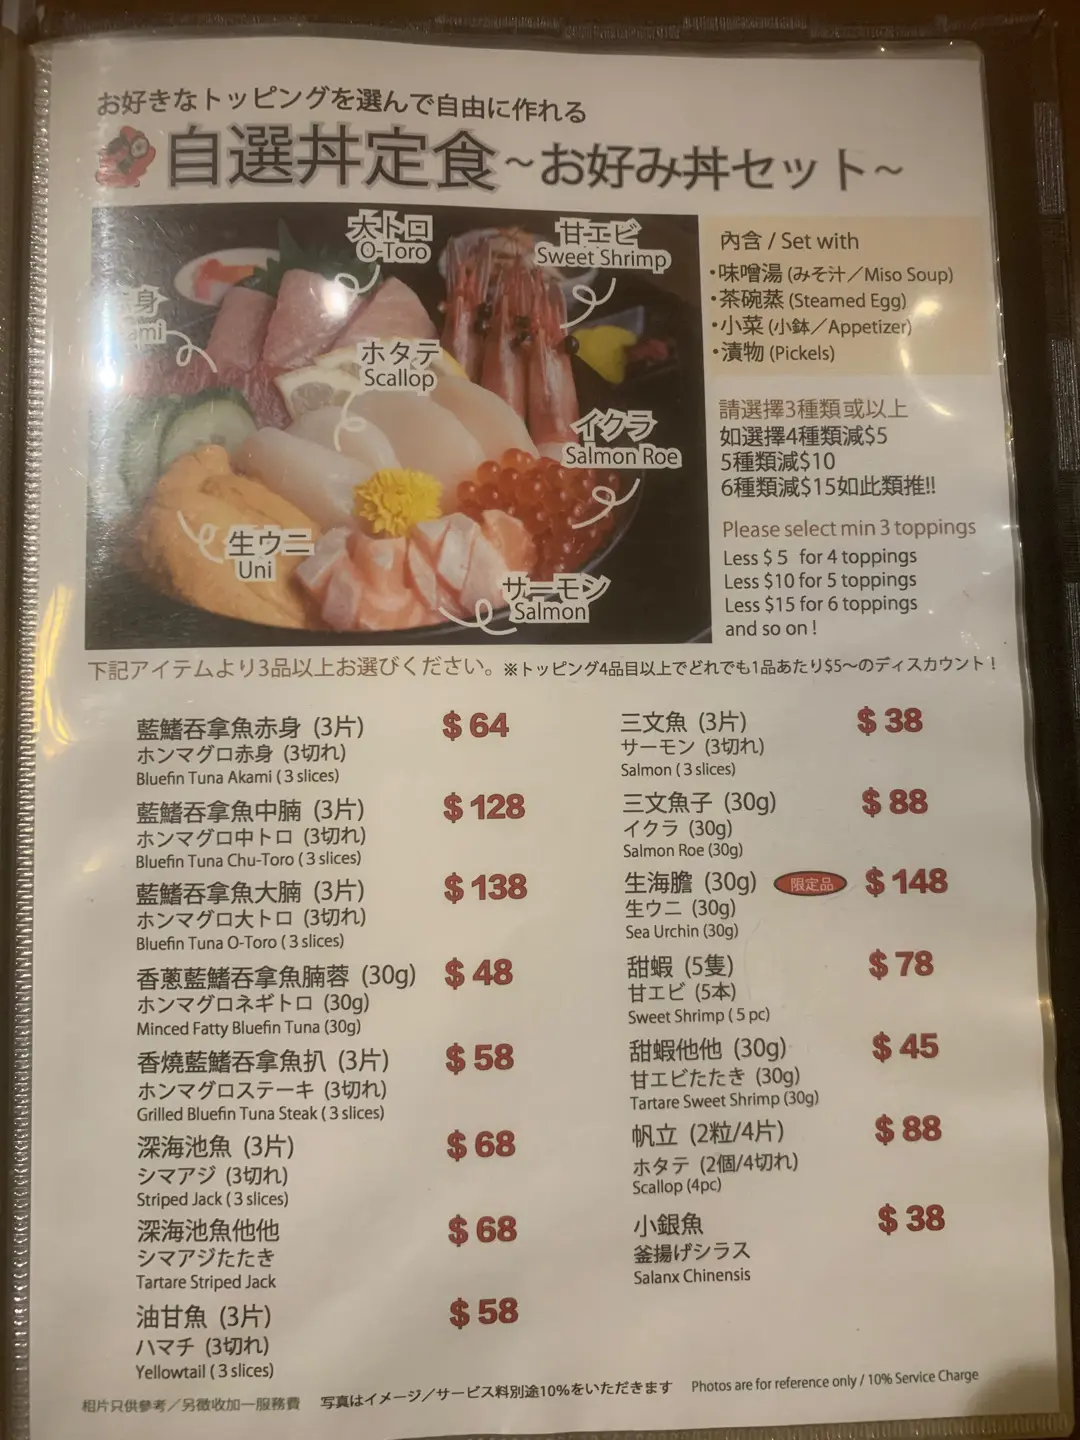 お好きなトッピングを選んで自由に作れる
自選丼定食～お好み丼セット～
大トロ
O-Toro
甘エビ
Sweet Shrimp
身
ami
ホタテ
Scallop
イクラ
Salmon Roe
生ウニ
Uni
サーモン
Salmon
內含 / Set with
・味噌湯 (みそ汁／Miso Soup)
・茶碗蒸 (Steamed Egg)
・小菜 (小鉢／Appetizer)
・漬物 (Pickels)
請選擇3種類或以上
如選擇4種類減$5
5種類減$10
6種類減$15如此類推!!
Please select min 3 toppings
Less $ 5 for 4 toppings
Less $10 for 5 toppings
Less $15 for 6 toppings
and so on !
下記アイテムより3品以上お選びください。※トッピング4品目以上でどれでも1品あたり$5～のディスカウント！
藍鰭吞拿魚赤身 (3片) $ 64
ホンマグロ赤身 (3切れ)
Bluefin Tuna Akami ( 3 slices)
藍鰭吞拿魚中腩 (3片) $ 128
ホンマグロ中トロ (3切れ)
Bluefin Tuna Chu-Toro ( 3 slices)
藍鰭吞拿魚大腩 (3片) $ 138
ホンマグロ大トロ (3切れ)
Bluefin Tuna O-Toro ( 3 slices)
香蔥藍鰭吞拿魚腩蓉 (30g) $ 48
ホンマグロネギトロ (30g)
Minced Fatty Bluefin Tuna (30g)
香燒藍鰭吞拿魚扒 (3片) $ 58
ホンマグロステーキ (3切れ)
Grilled Bluefin Tuna Steak ( 3 slices)
深海池魚 (3片) $ 68
シマアジ (3切れ)
Striped Jack ( 3 slices)
深海池魚他他 $ 68
シマアジたたき
Tartare Striped Jack
油甘魚 (3片) $ 58
ハマチ (3切れ)
Yellowtail ( 3 slices)
三文魚 (3片) $ 38
サーモン (3切れ)
Salmon ( 3 slices)
三文魚子 (30g) $ 88
イクラ (30g)
Salmon Roe (30g)
生海膽 (30g) 限定品 $ 148
生ウニ (30g)
Sea Urchin (30g)
甜蝦 (5隻) $ 78
甘エビ (5本)
Sweet Shrimp ( 5 pc)
甜蝦他他 (30g) $ 45
甘エビたたき (30g)
Tartare Sweet Shrimp (30g)
帆立 (2粒/4片) $ 88
ホタテ (2個/4切れ)
Scallop (4pc)
小銀魚 $ 38
釜揚げシラス
Salanx Chinensis
相片只供參考／另徵收加一服務費 写真はイメージ／サービス料別途10%をいただきます Photos are for reference only / 10% Service Charge